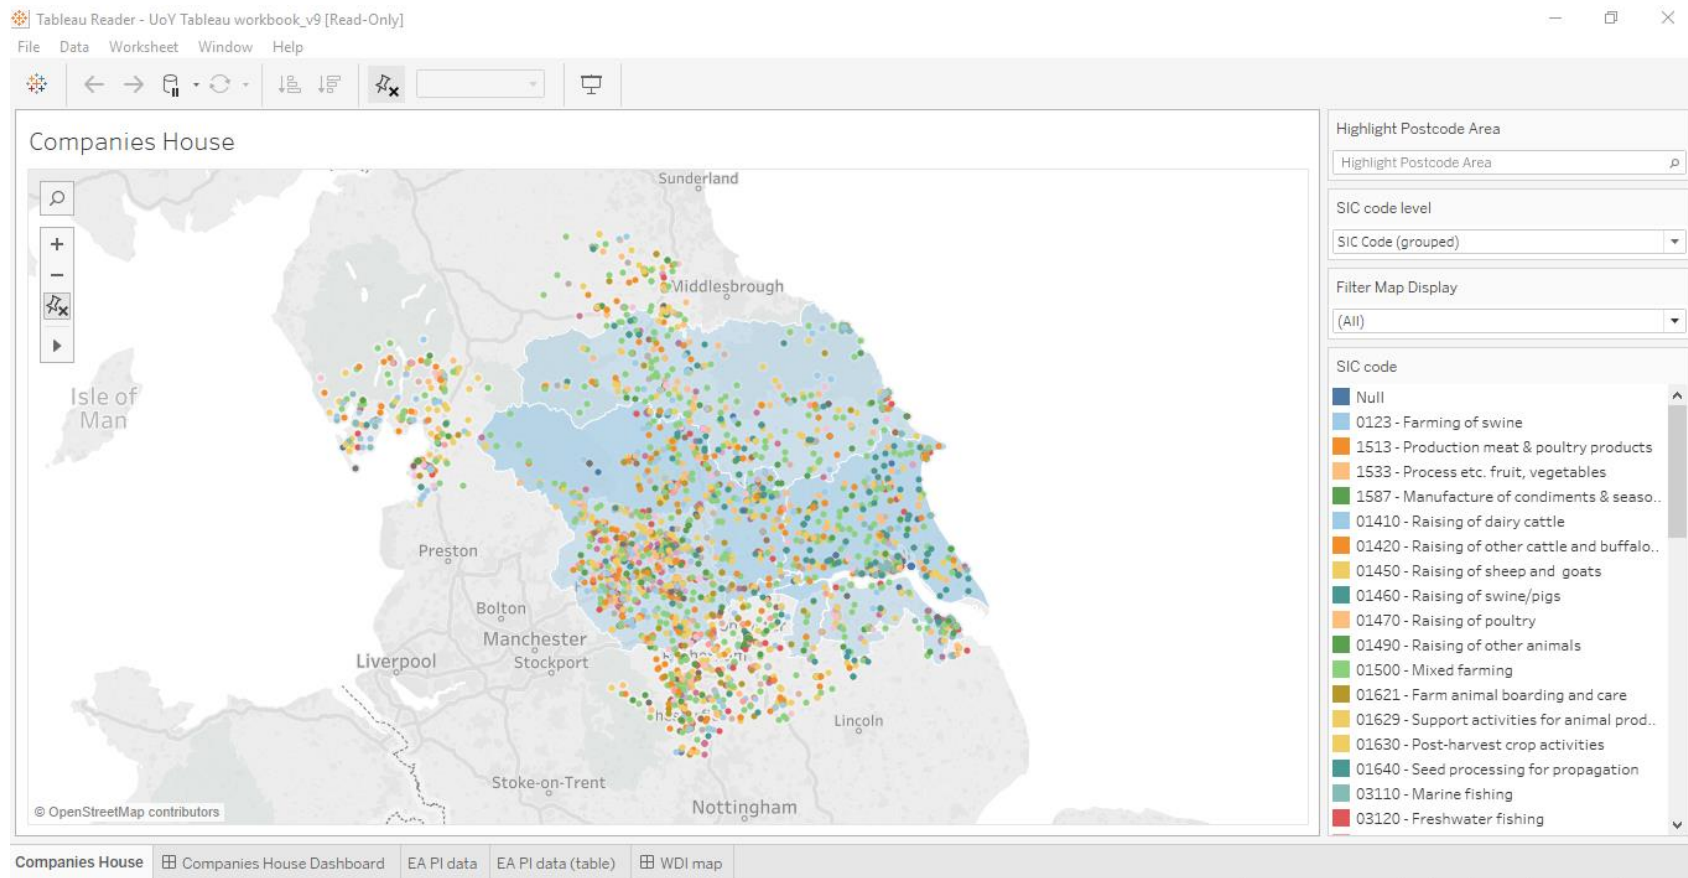 Tableau Reader - UoY Tableau workbook_v9 [Read-Only]
File Data Worksheet Window Help
Companies House
Sunderland
Middlesbrough
Isle of
Man
Preston
Bolton
Manchester
Stockport
Liverpool
Lincoln
Stoke-on-Trent
Nottingham
© OpenStreetMap contributors
Highlight Postcode Area
Highlight Postcode Area
SIC code level
SIC Code (grouped)
Filter Map Display
(All)
SIC code
Null
0123 - Farming of swine
1513 - Production meat & poultry products
1533 - Process etc. fruit, vegetables
1587 - Manufacture of condiments & seaso..
01410 - Raising of dairy cattle
01420 - Raising of other cattle and buffalo..
01450 - Raising of sheep and goats
01460 - Raising of swine/pigs
01470 - Raising of poultry
01490 - Raising of other animals
01500 - Mixed farming
01621 - Farm animal boarding and care
01629 - Support activities for animal prod..
01630 - Post-harvest crop activities
01640 - Seed processing for propagation
03110 - Marine fishing
03120 - Freshwater fishing
Companies House Companies House Dashboard EA PI data EA PI data (table) WDI map